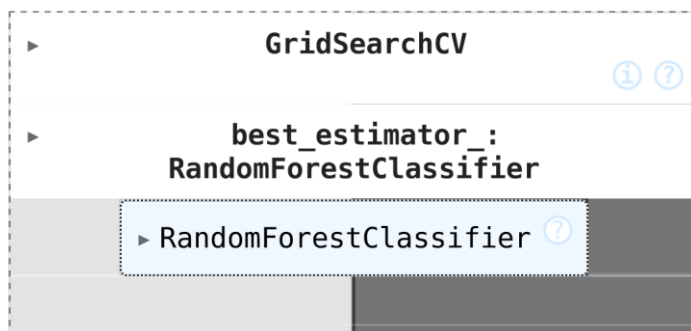 ▸ GridSearchCV
i ?
▸ best_estimator_:
RandomForestClassifier
▸ RandomForestClassifier ?